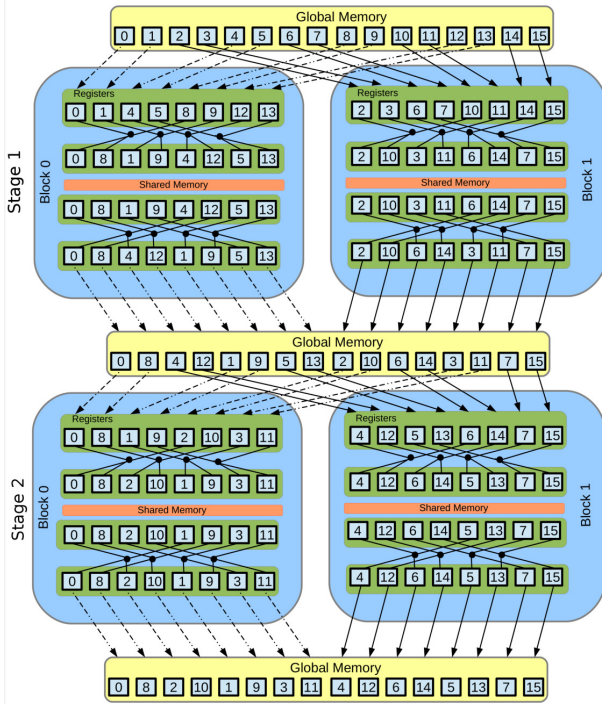 Global Memory
0 1 2 3 4 5 6 7 8 9 10 11 12 13 14 15
Stage 1
Block 0
Registers
0 1 4 5 8 9 12 13
0 8 1 9 4 12 5 13
Shared Memory
0 8 1 9 4 12 5 13
0 8 4 12 1 9 5 13
Block 1
Registers
2 3 6 7 10 11 14 15
2 10 3 11 6 14 7 15
Shared Memory
2 10 3 11 6 14 7 15
2 10 6 14 3 11 7 15
Global Memory
0 8 4 12 1 9 5 13 2 10 6 14 3 11 7 15
Stage 2
Block 0
Registers
0 8 1 9 2 10 3 11
0 8 2 10 1 9 3 11
Shared Memory
0 8 2 10 1 9 3 11
0 8 2 10 1 9 3 11
Block 1
Registers
4 12 5 13 6 14 7 15
4 12 6 14 5 13 7 15
Shared Memory
4 12 6 14 5 13 7 15
4 12 6 14 5 13 7 15
Global Memory
0 8 2 10 1 9 3 11 4 12 6 14 5 13 7 15